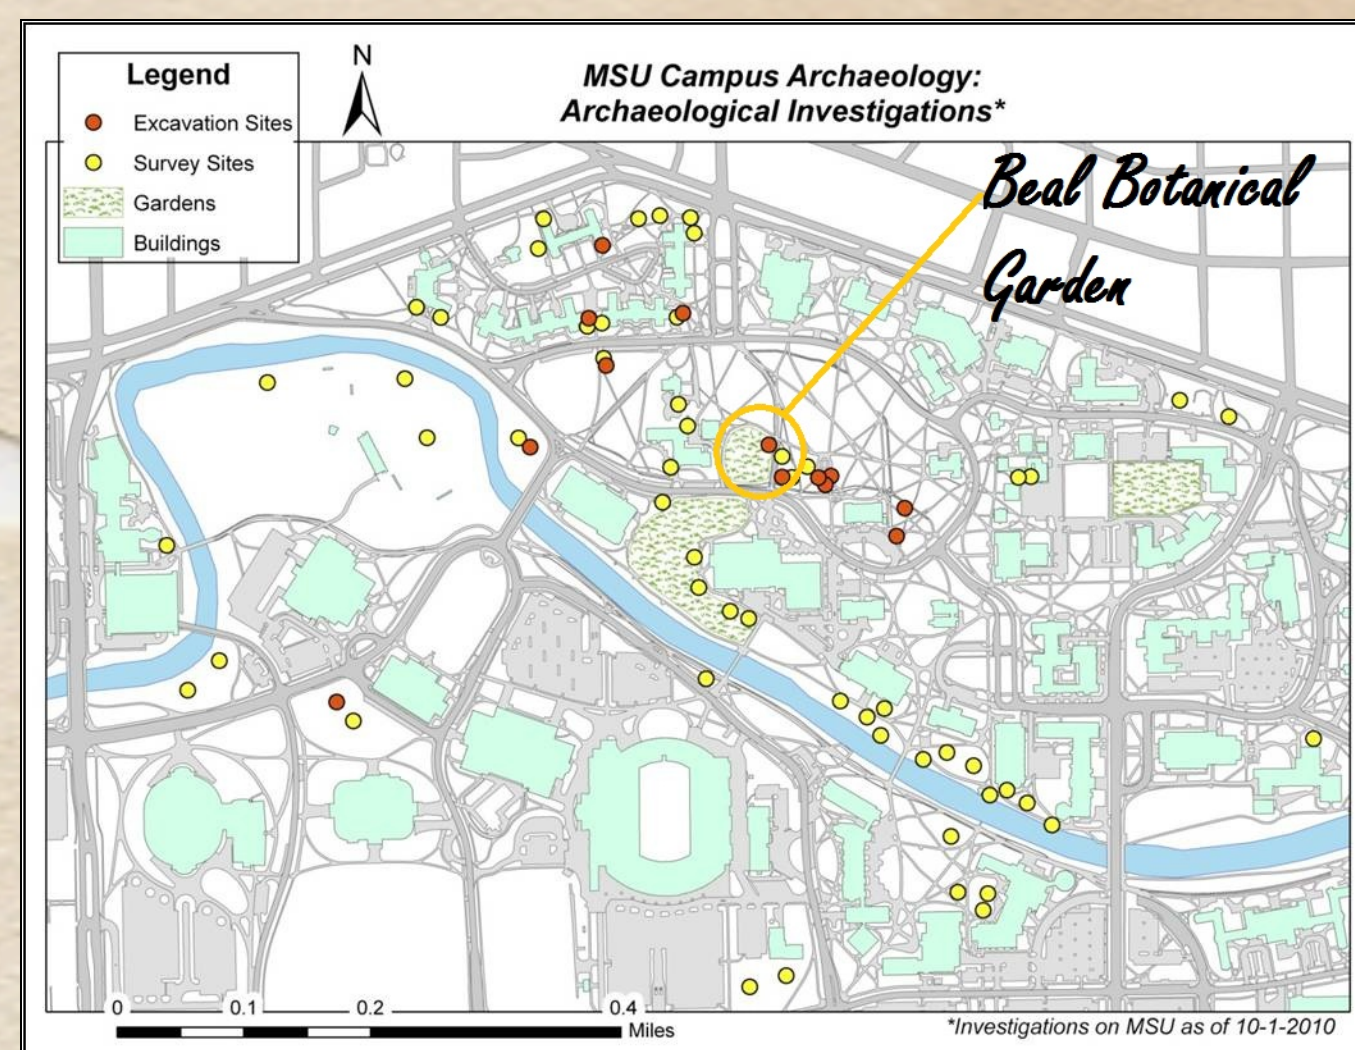 Legend
Excavation Sites
Survey Sites
Gardens
Buildings
N
MSU Campus Archaeology:
Archaeological Investigations*
Beal Botanical
Garden
0 0.1 0.2 0.4
Miles
*Investigations on MSU as of 10-1-2010